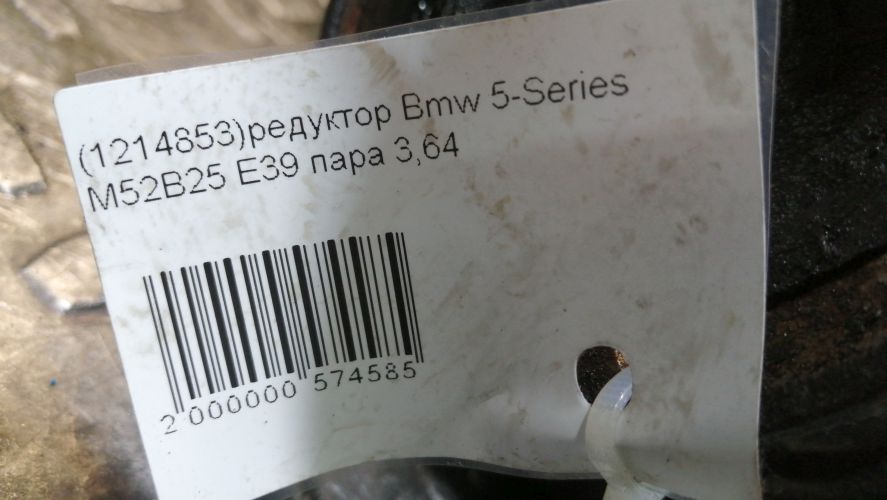 (1214853)редуктор Bmw 5-Series
M52B25 E39 пара 3,64
2 000000 574585